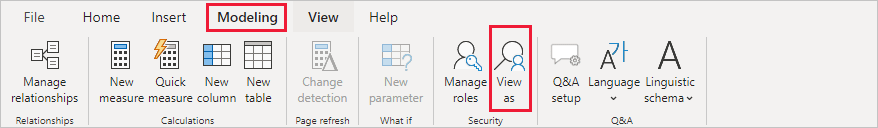 File Home Insert Modeling View Help
Manage relationships
New measure
Quick measure
New column
New table
Change detection
New parameter
Manage roles
View as
Q&A setup
Language
Linguistic schema
Relationships Calculations Page refresh What if Security Q&A